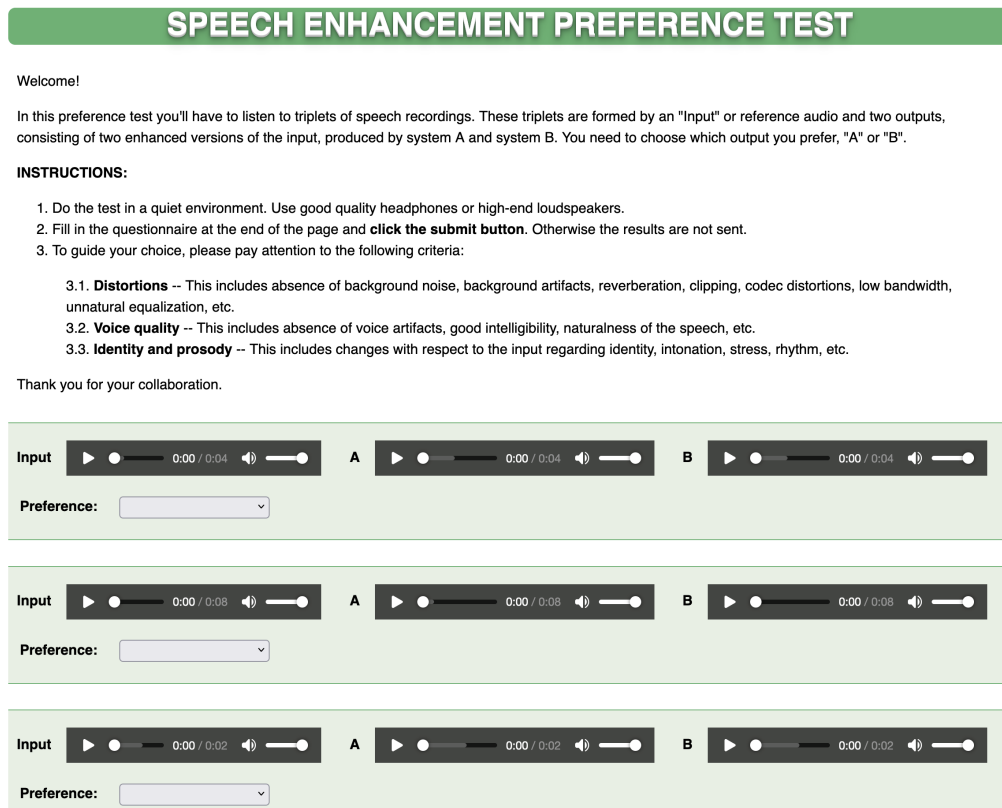 SPEECH ENHANCEMENT PREFERENCE TEST
Welcome!
In this preference test you'll have to listen to triplets of speech recordings. These triplets are formed by an "Input" or reference audio and two outputs,
consisting of two enhanced versions of the input, produced by system A and system B. You need to choose which output you prefer, "A" or "B".
INSTRUCTIONS:
1. Do the test in a quiet environment. Use good quality headphones or high-end loudspeakers.
2. Fill in the questionnaire at the end of the page and click the submit button. Otherwise the results are not sent.
3. To guide your choice, please pay attention to the following criteria:
3.1. Distortions -- This includes absence of background noise, background artifacts, reverberation, clipping, codec distortions, low bandwidth,
unnatural equalization, etc.
3.2. Voice quality -- This includes absence of voice artifacts, good intelligibility, naturalness of the speech, etc.
3.3. Identity and prosody -- This includes changes with respect to the input regarding identity, intonation, stress, rhythm, etc.
Thank you for your collaboration.
Input 0:00 / 0:04 A 0:00 / 0:04 B 0:00 / 0:04
Preference:
Input 0:00 / 0:08 A 0:00 / 0:08 B 0:00 / 0:08
Preference:
Input 0:00 / 0:02 A 0:00 / 0:02 B 0:00 / 0:02
Preference: